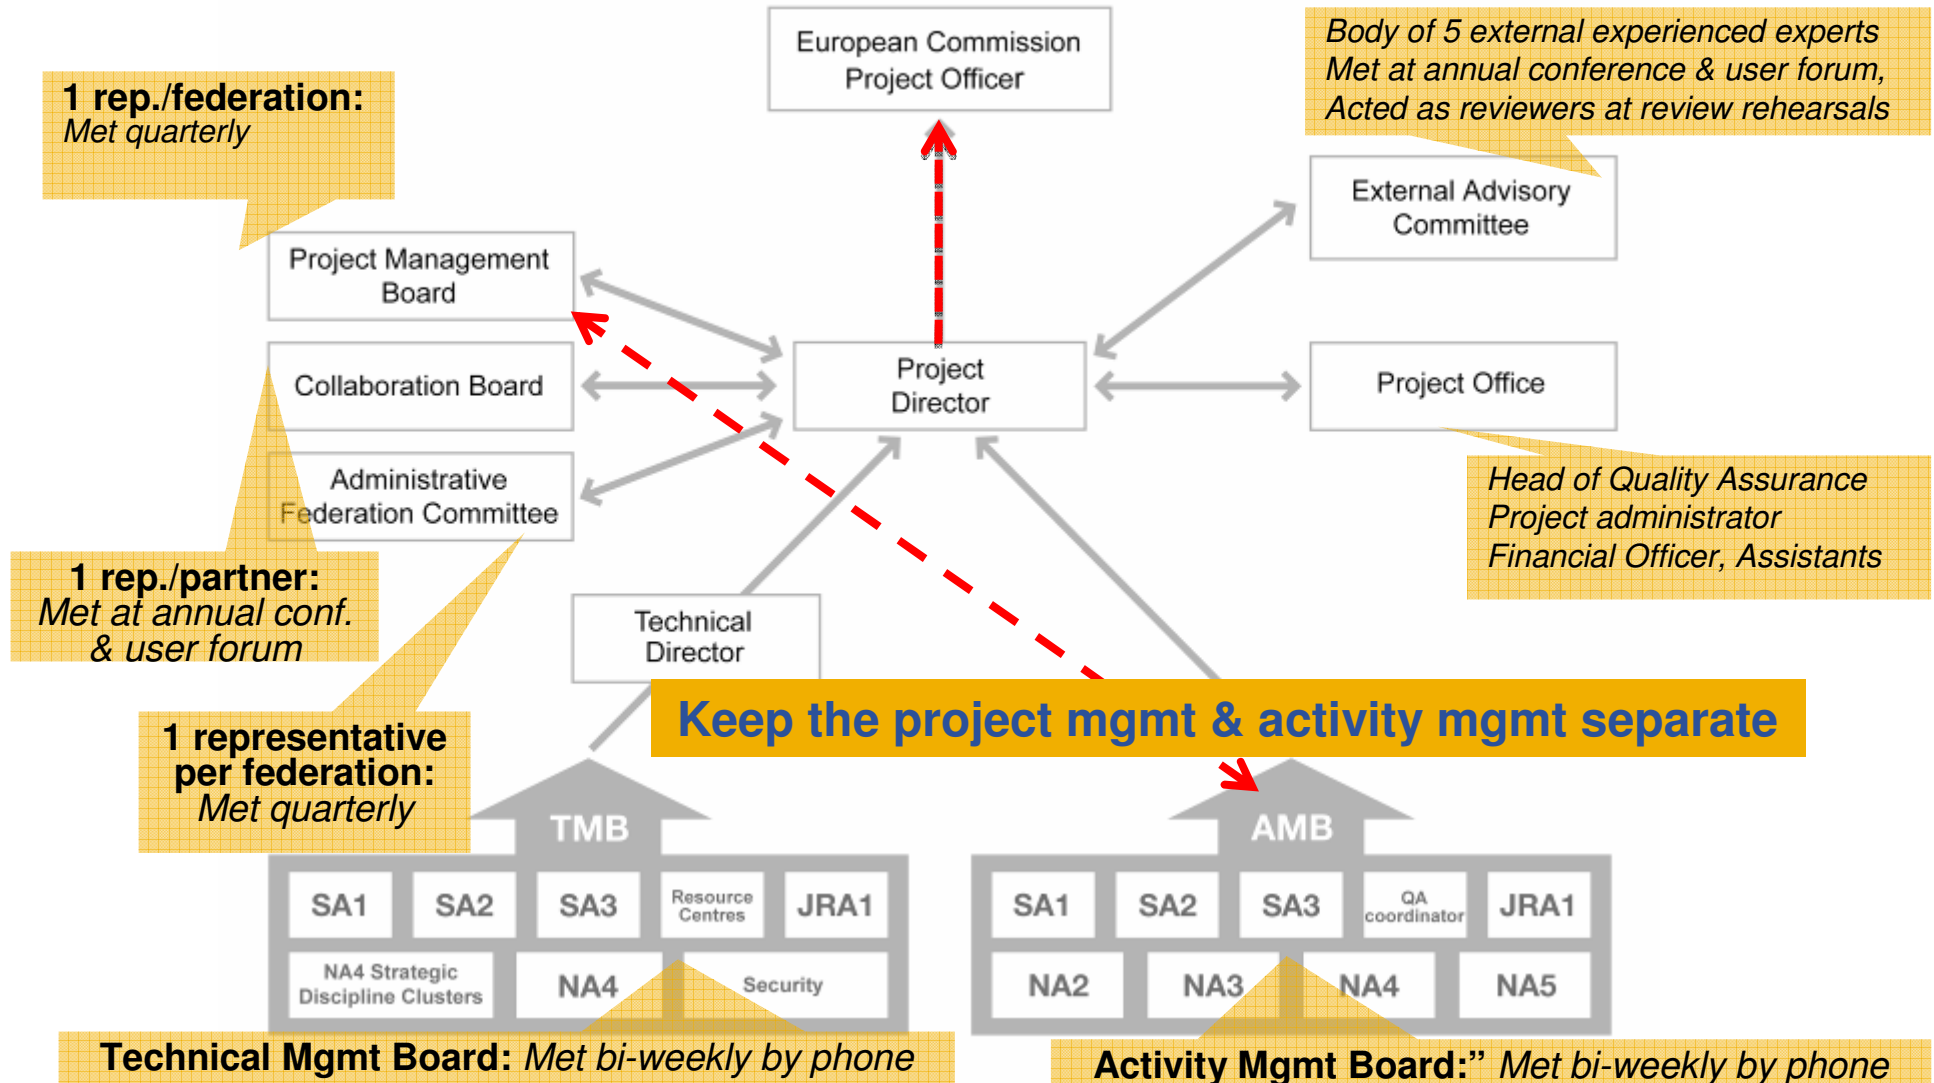 European Commission
Project Officer
Body of 5 external experienced experts
Met at annual conference & user forum,
Acted as reviewers at review rehearsals
1 rep./federation:
Met quarterly
External Advisory
Committee
Project Management
Board
Collaboration Board
Project
Director
Project Office
Administrative
Federation Committee
Head of Quality Assurance
Project administrator
Financial Officer, Assistants
1 rep./partner:
Met at annual conf.
& user forum
Technical
Director
Keep the project mgmt & activity mgmt separate
1 representative
per federation:
Met quarterly
TMB
SA1
SA2
SA3
Resource
Centres
JRA1
NA4 Strategic
Discipline Clusters
NA4
Security
Technical Mgmt Board: Met bi-weekly by phone
AMB
SA1
SA2
SA3
QA
coordinator
JRA1
NA2
NA3
NA4
NA5
Activity Mgmt Board:” Met bi-weekly by phone